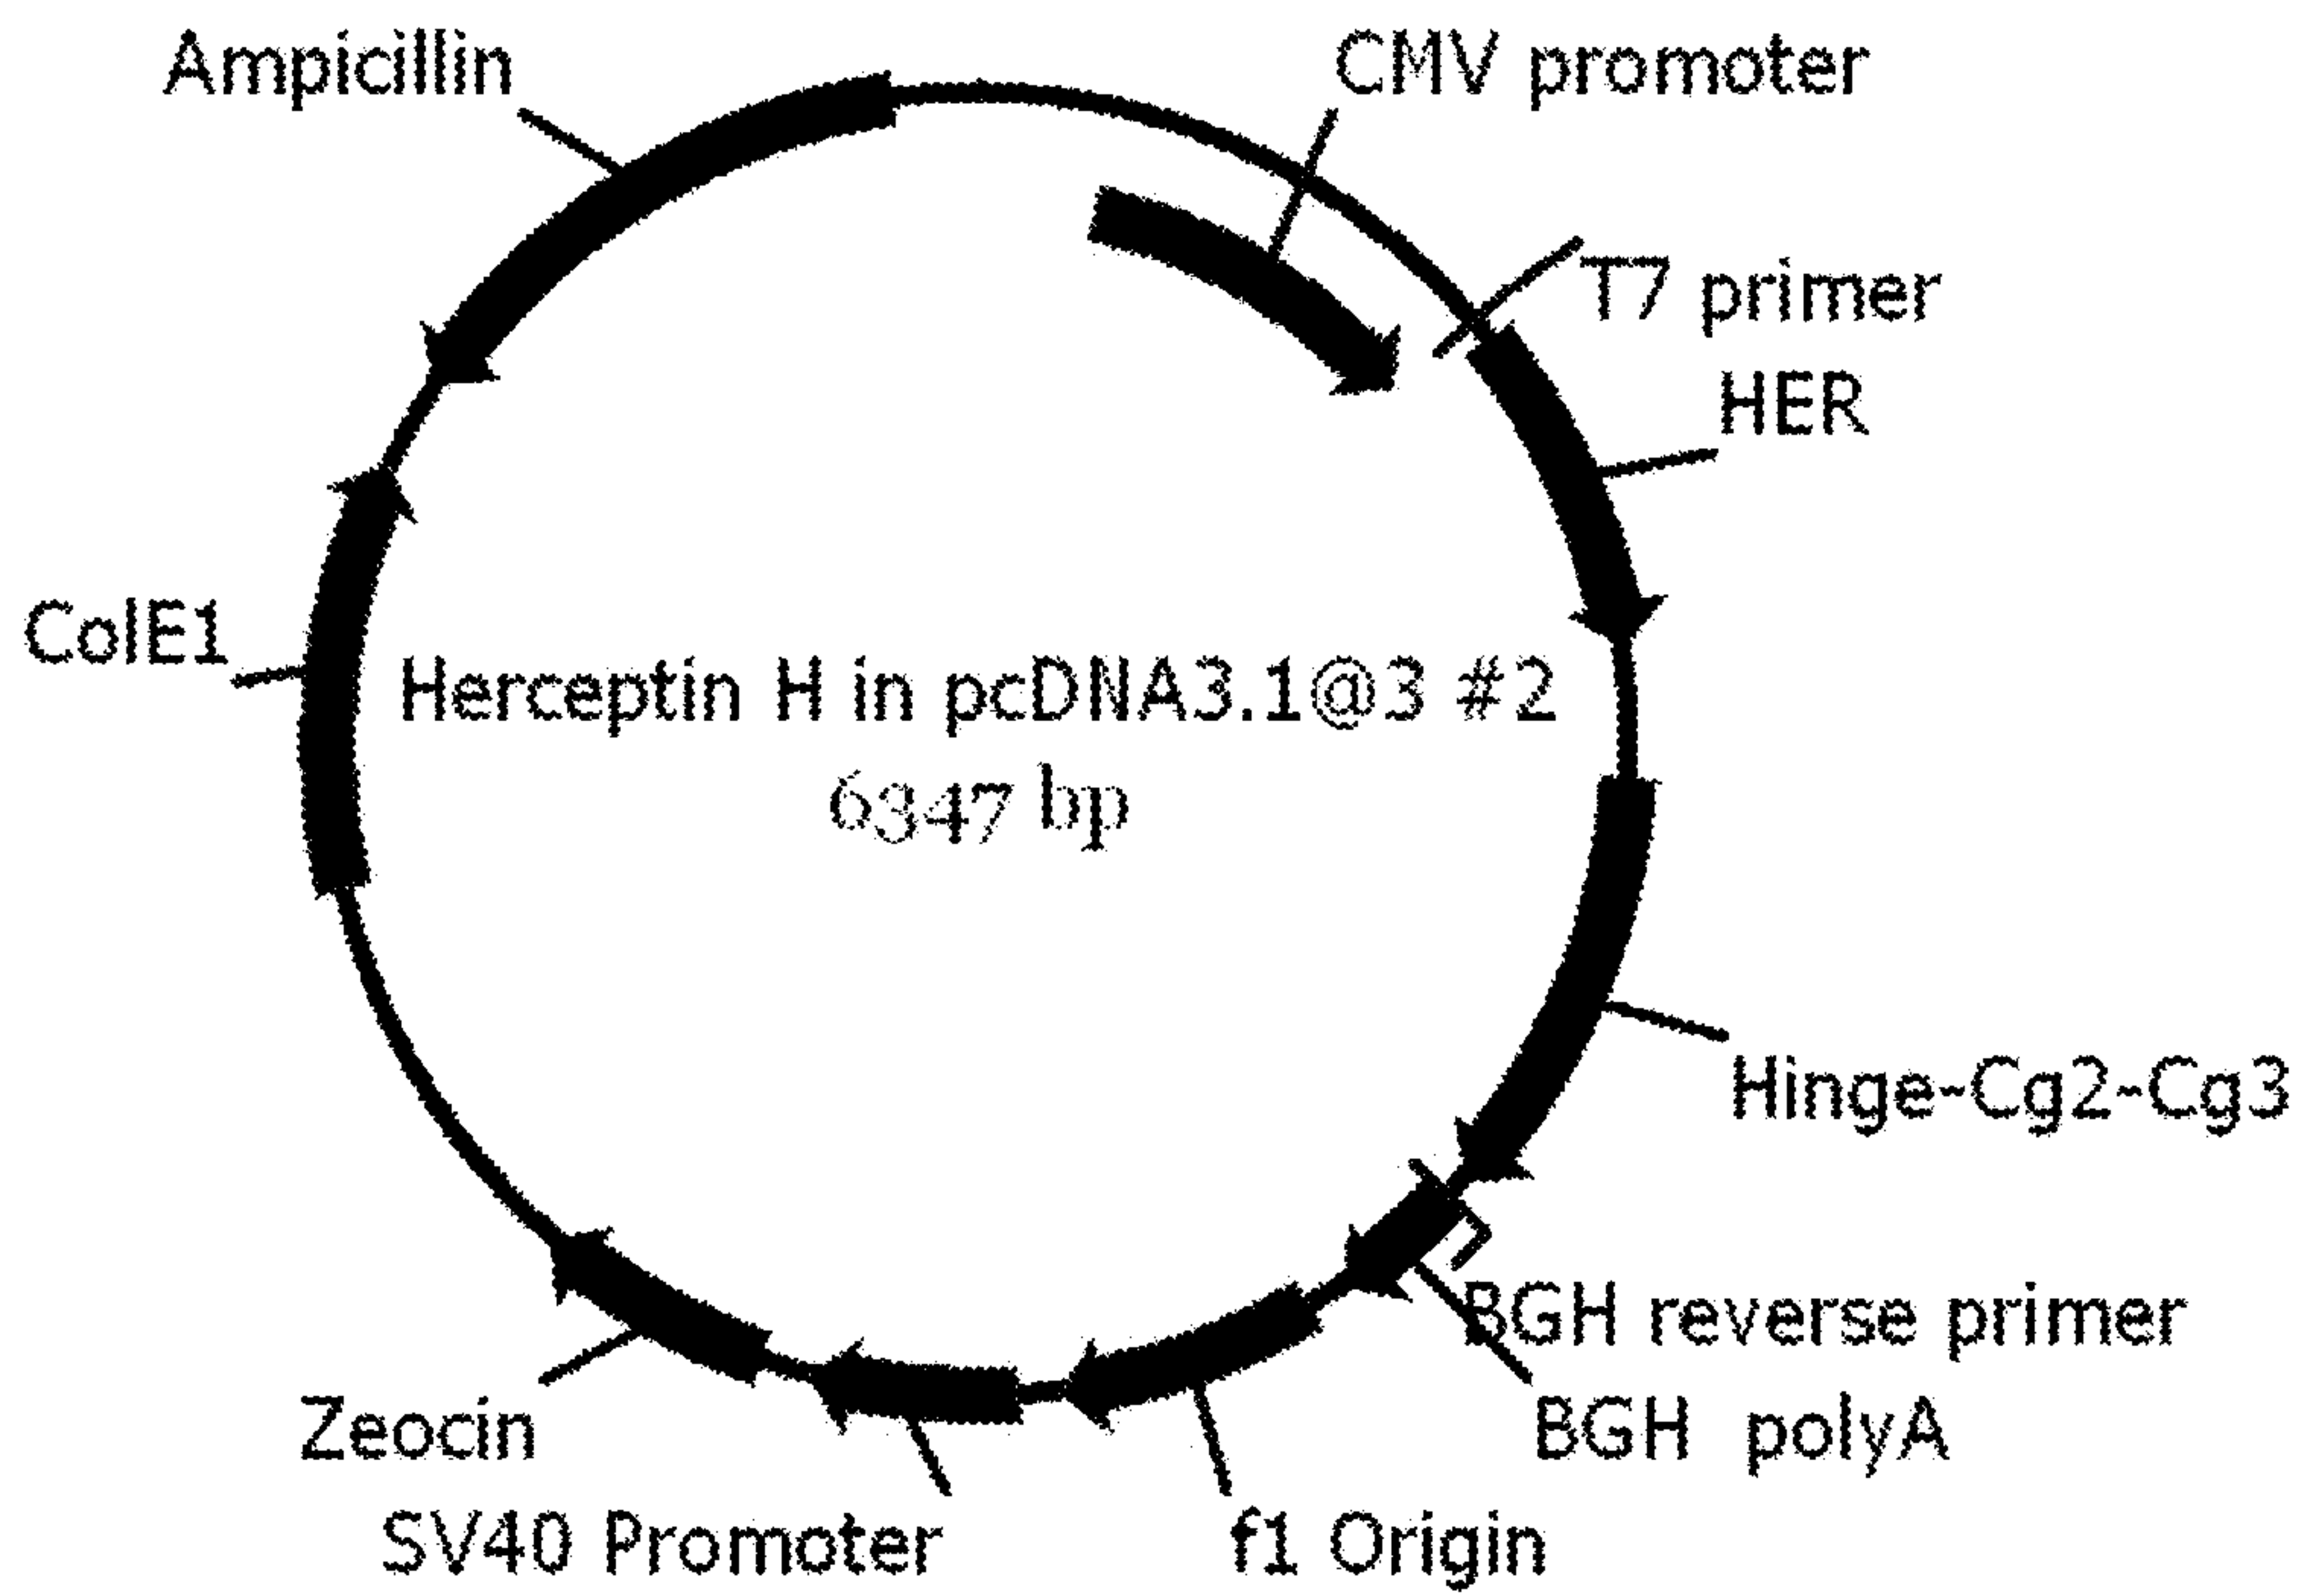 Ampicillin
CMV promoter
T7 primer
HER
ColE1
Herceptin H in pcDNA3.1@3 #2
6347 bp
Hinge-Cg2-Cg3
BGH reverse primer
Zeocin
BGH polyA
SV40 Promoter
f1 Origin